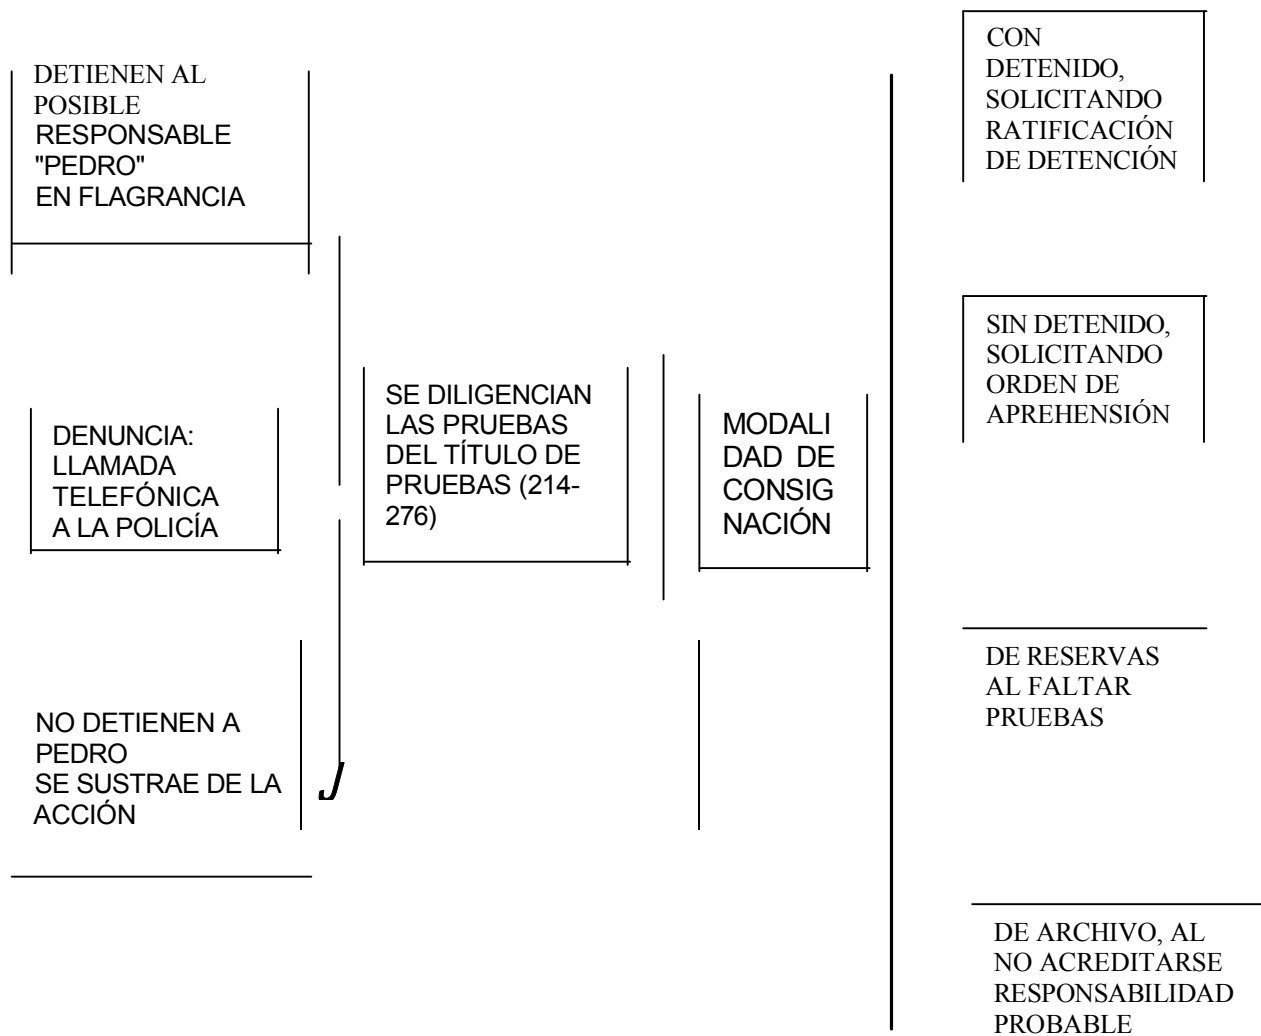 DETIENEN AL
POSIBLE
RESPONSABLE
"PEDRO"
EN FLAGRANCIA
DENUNCIA:
LLAMADA
TELEFÓNICA
A LA POLICÍA
NO DETIENEN A
PEDRO
SE SUSTRAE DE LA
ACCIÓN
SE DILIGENCIAN
LAS PRUEBAS
DEL TÍTULO DE
PRUEBAS (214-
276)
MODALI
DAD DE
CONSIG
NACIÓN
CON
DETENIDO,
SOLICITANDO
RATIFICACIÓN
DE DETENCIÓN
SIN DETENIDO,
SOLICITANDO
ORDEN DE
APREHENSIÓN
DE RESERVAS
AL FALTAR
PRUEBAS
DE ARCHIVO, AL
NO ACREDITARSE
RESPONSABILIDAD
PROBABLE